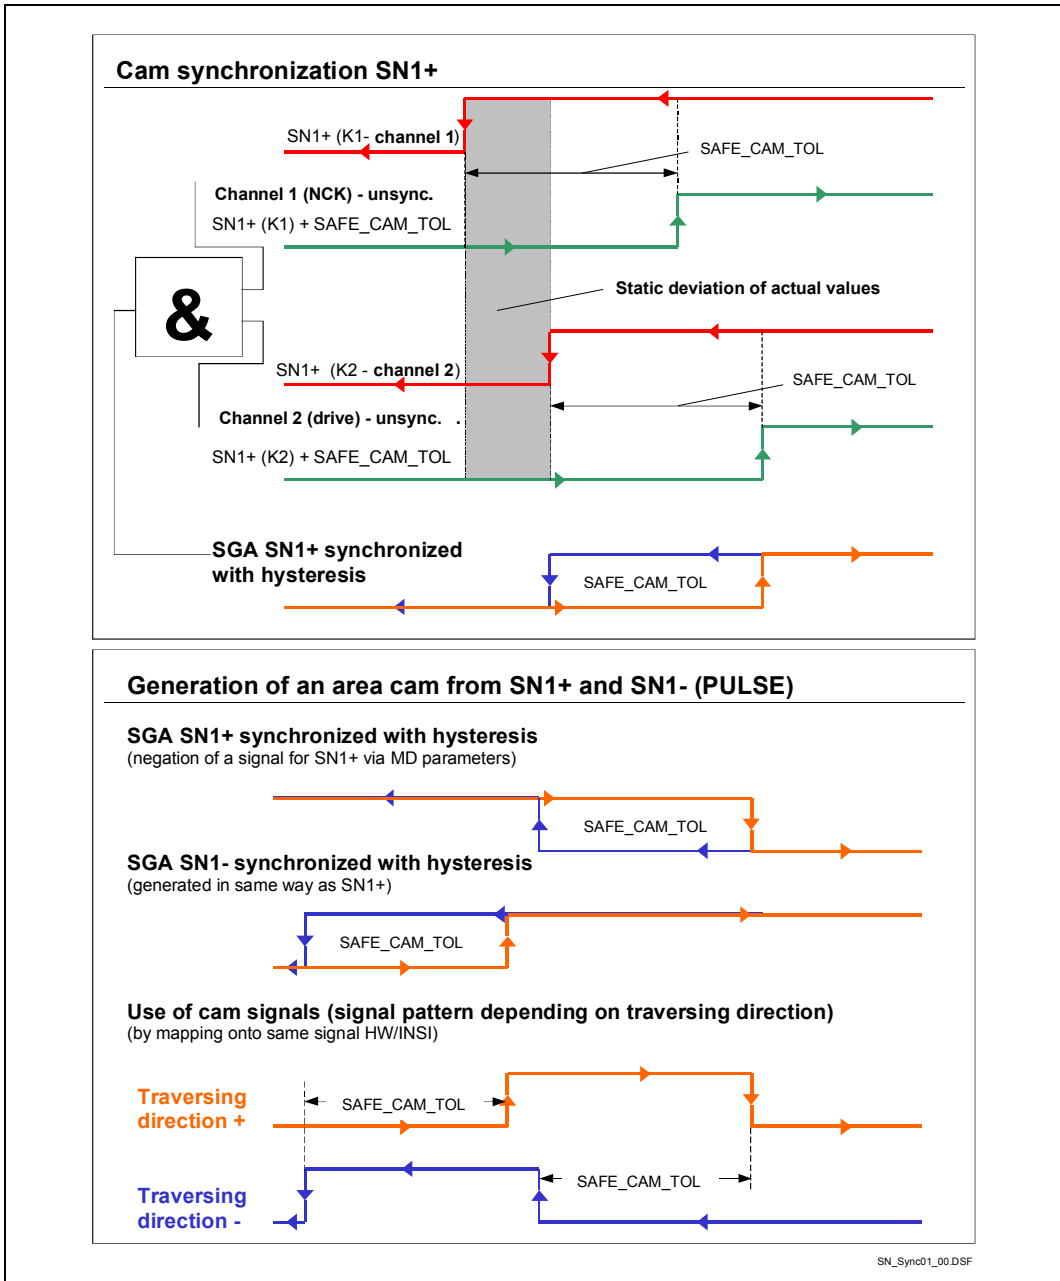 Cam synchronization SN1+
SN1+ (K1- channel 1)
SAFE_CAM_TOL
Channel 1 (NCK) - unsync.
SN1+ (K1) + SAFE_CAM_TOL
Static deviation of actual values
&
SN1+ (K2 - channel 2)
SAFE_CAM_TOL
Channel 2 (drive) - unsync. .
SN1+ (K2) + SAFE_CAM_TOL
SGA SN1+ synchronized
with hysteresis
SAFE_CAM_TOL
Generation of an area cam from SN1+ and SN1- (PULSE)
SGA SN1+ synchronized with hysteresis
(negation of a signal for SN1+ via MD parameters)
SAFE_CAM_TOL
SGA SN1- synchronized with hysteresis
(generated in same way as SN1+)
SAFE_CAM_TOL
Use of cam signals (signal pattern depending on traversing direction)
(by mapping onto same signal HW/INSI)
Traversing
direction +
SAFE_CAM_TOL
SAFE_CAM_TOL
Traversing
direction -
SN_Sync01_00.DSF